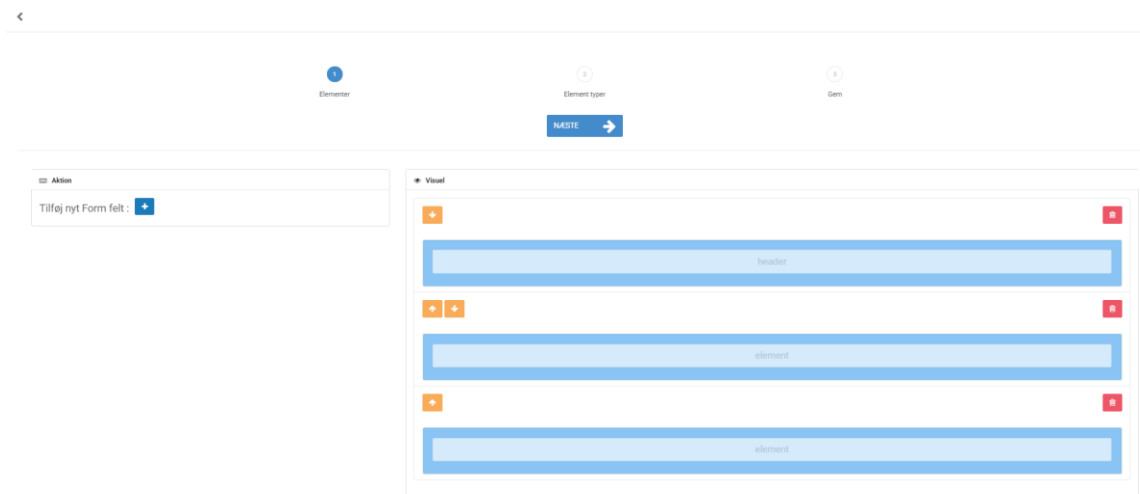 1
2
3
Elementer
Element typer
Gem
NÆSTE
Aktion
Visuel
Tilføj nyt Form felt :
header
element
element